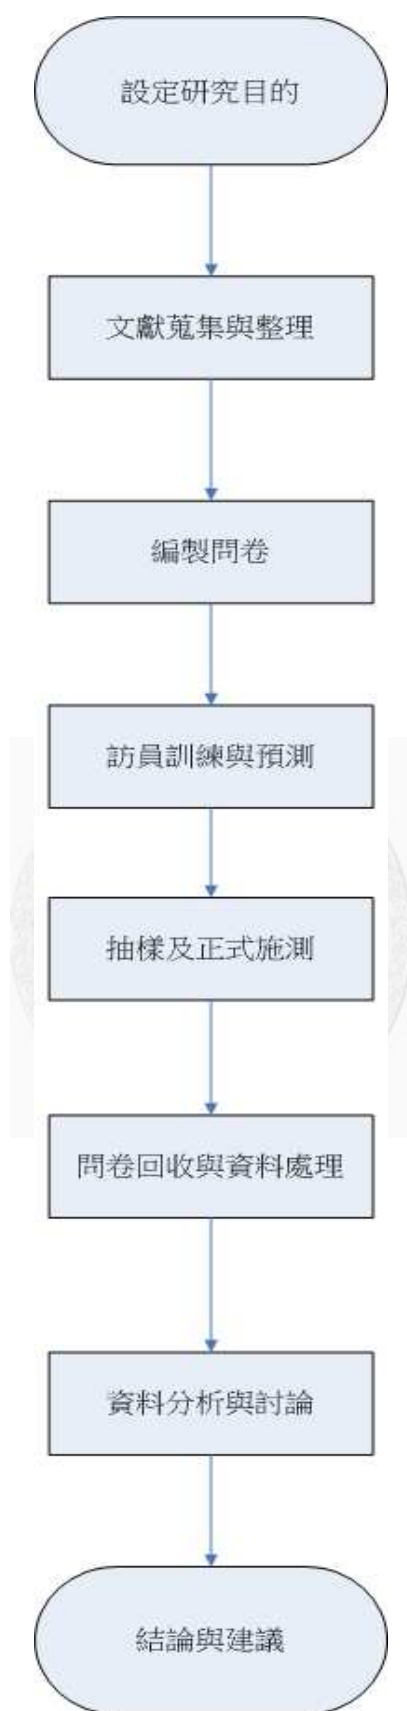 設定研究目的
文獻蒐集與整理
編製問卷
訪員訓練與預測
抽樣及正式施測
問卷回收與資料處理
資料分析與討論
結論與建議